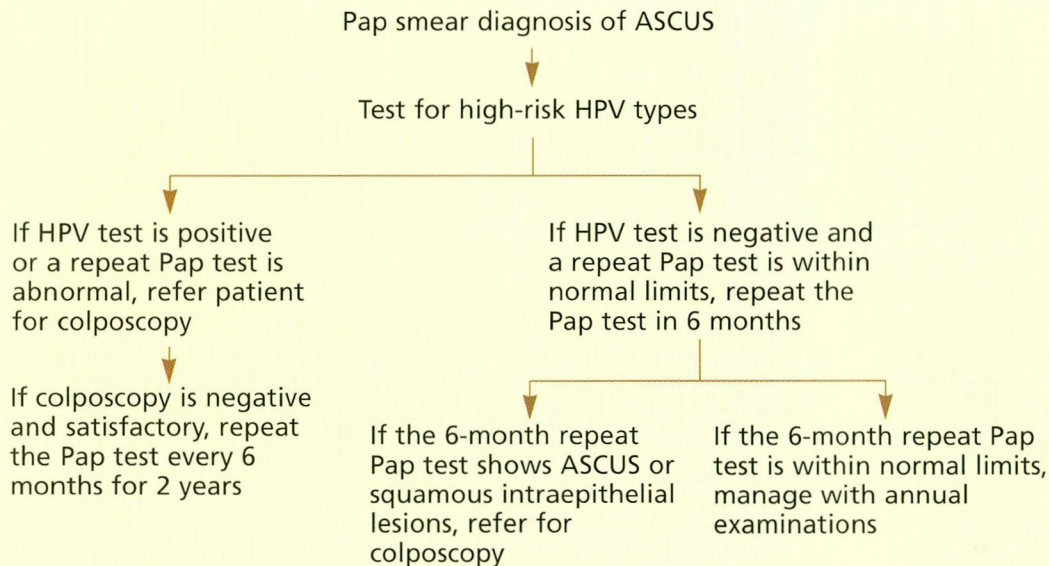 Pap smear diagnosis of ASCUS
Test for high-risk HPV types
If HPV test is positive
or a repeat Pap test is
abnormal, refer patient
for colposcopy
If HPV test is negative and
a repeat Pap test is within
normal limits, repeat the
Pap test in 6 months
If colposcopy is negative
and satisfactory, repeat
the Pap test every 6
months for 2 years
If the 6-month repeat
Pap test shows ASCUS or
squamous intraepithelial
lesions, refer for
colposcopy
If the 6-month repeat Pap
test is within normal limits,
manage with annual
examinations